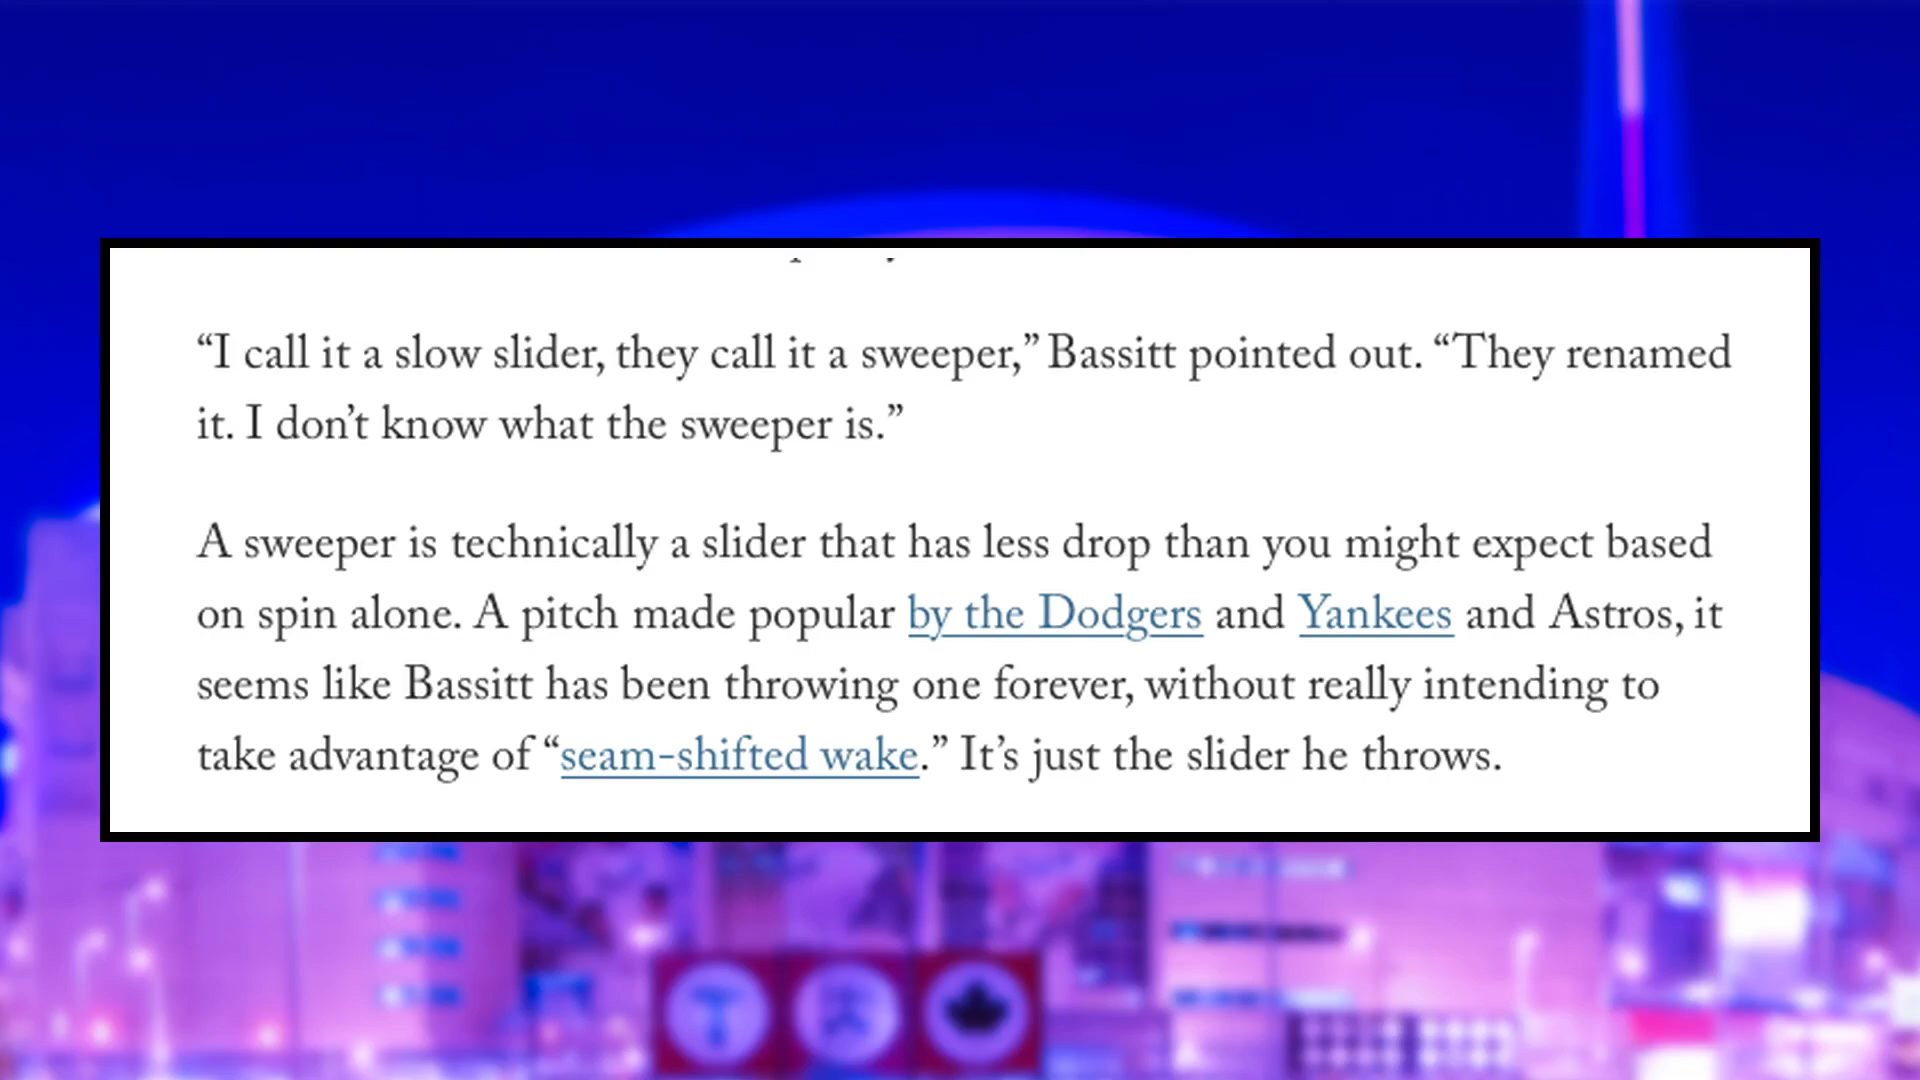 “I call it a slow slider, they call it a sweeper,” Bassitt pointed out. “They renamed
it. I don’t know what the sweeper is.”
A sweeper is technically a slider that has less drop than you might expect based
on spin alone. A pitch made popular by the Dodgers and Yankees and Astros, it
seems like Bassitt has been throwing one forever, without really intending to
take advantage of “seam-shifted wake.” It’s just the slider he throws.